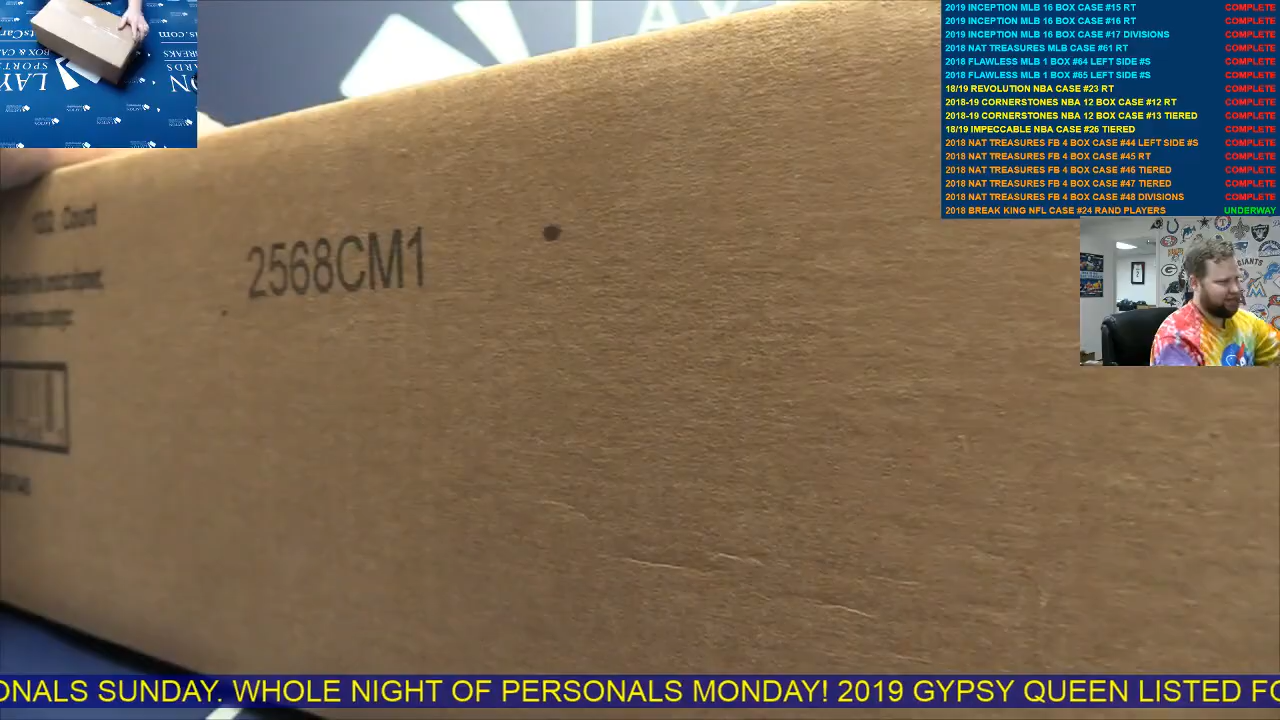 2019 INCEPTION MLB 16 BOX CASE #15 RT COMPLETE
2019 INCEPTION MLB 16 BOX CASE #16 RT COMPLETE
2019 INCEPTION MLB 16 BOX CASE #17 DIVISIONS COMPLETE
2018 NAT TREASURES MLB CASE #61 RT COMPLETE
2018 FLAWLESS MLB 1 BOX #64 LEFT SIDE #S COMPLETE
2018 FLAWLESS MLB 1 BOX #65 LEFT SIDE #S COMPLETE
18/19 REVOLUTION NBA CASE #23 RT COMPLETE
2018-19 CORNERSTONES NBA 12 BOX CASE #12 RT COMPLETE
2018-19 CORNERSTONES NBA 12 BOX CASE #13 TIERED COMPLETE
18/19 IMPECCABLE NBA CASE #26 TIERED COMPLETE
2018 NAT TREASURES FB 4 BOX CASE #44 LEFT SIDE #S COMPLETE
2018 NAT TREASURES FB 4 BOX CASE #45 RT COMPLETE
2018 NAT TREASURES FB 4 BOX CASE #46 TIERED COMPLETE
2018 NAT TREASURES FB 4 BOX CASE #47 TIERED COMPLETE
2018 NAT TREASURES FB 4 BOX CASE #48 DIVISIONS COMPLETE
2018 BREAK KING NFL CASE #24 RAND PLAYERS UNDERWAY
Count
2568CM1
ONALS SUNDAY. WHOLE NIGHT OF PERSONALS MONDAY! 2019 GYPSY QUEEN LISTED FO